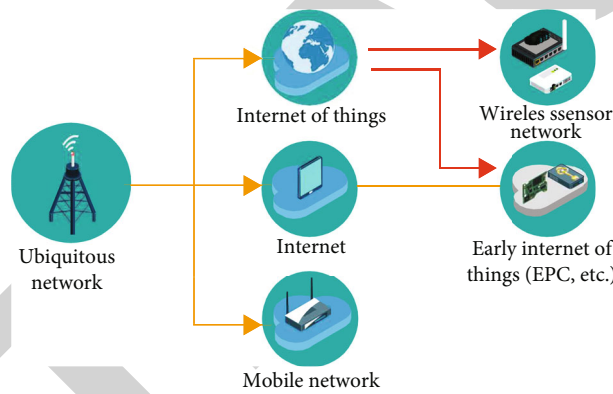 Internet of things
Wireles ssensor
network
Ubiquitous
network
Internet
Early internet of
things (EPC, etc.)
Mobile network